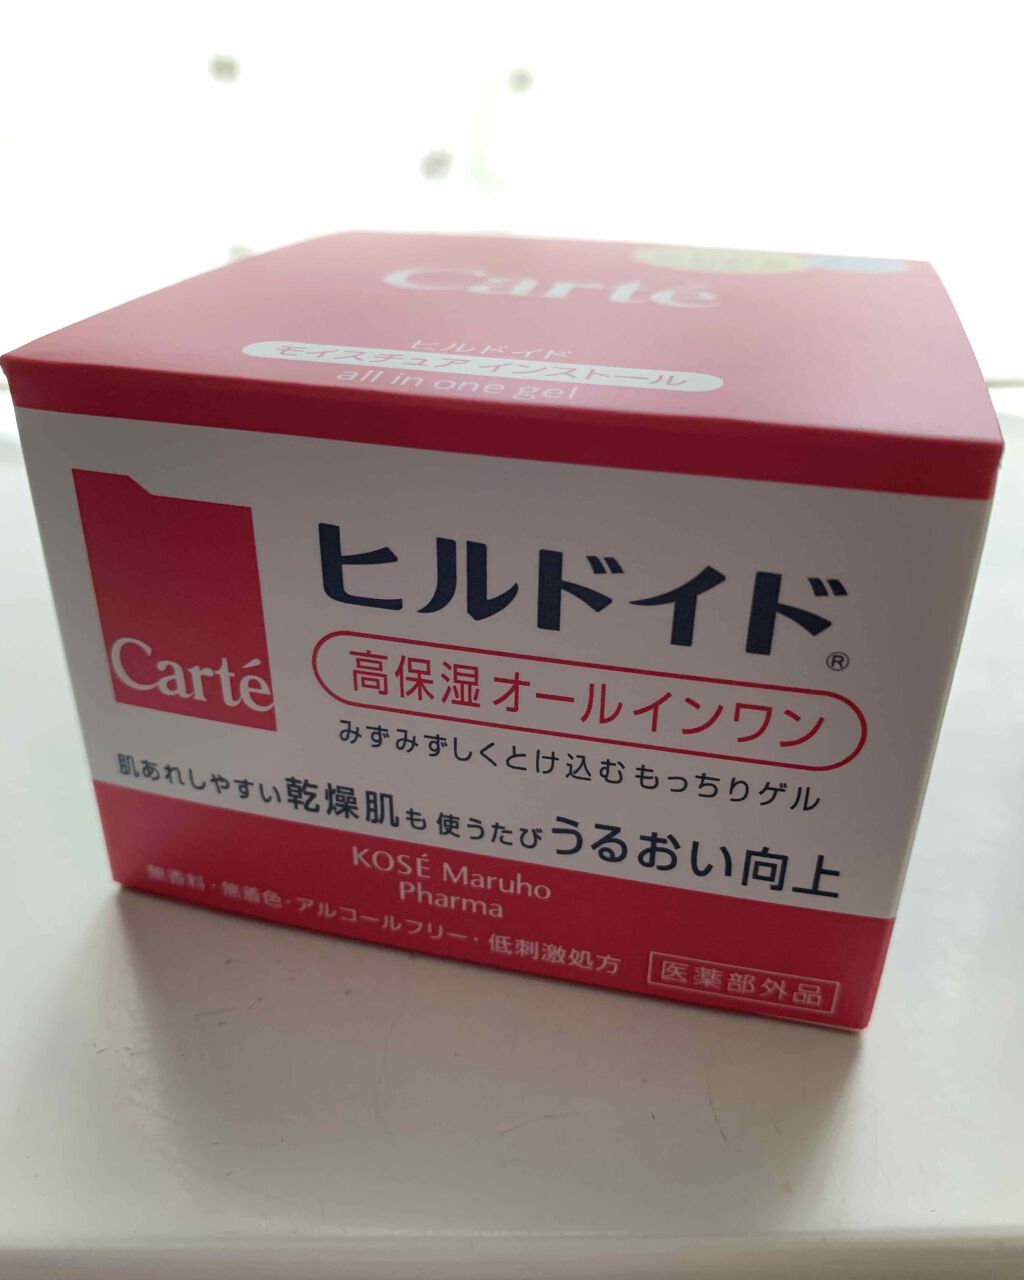 Carté
ヒルドイド
モイスチュア インストール
all in one gel
Carté
ヒルドイド®
高保湿オールインワン
みずみずしくとけ込むもっちりゲル
肌あれしやすい乾燥肌も使うたびうるおい向上
KOSÉ Maruho
Pharma
無香料・無着色・アルコールフリー・低刺激処方
医薬部外品